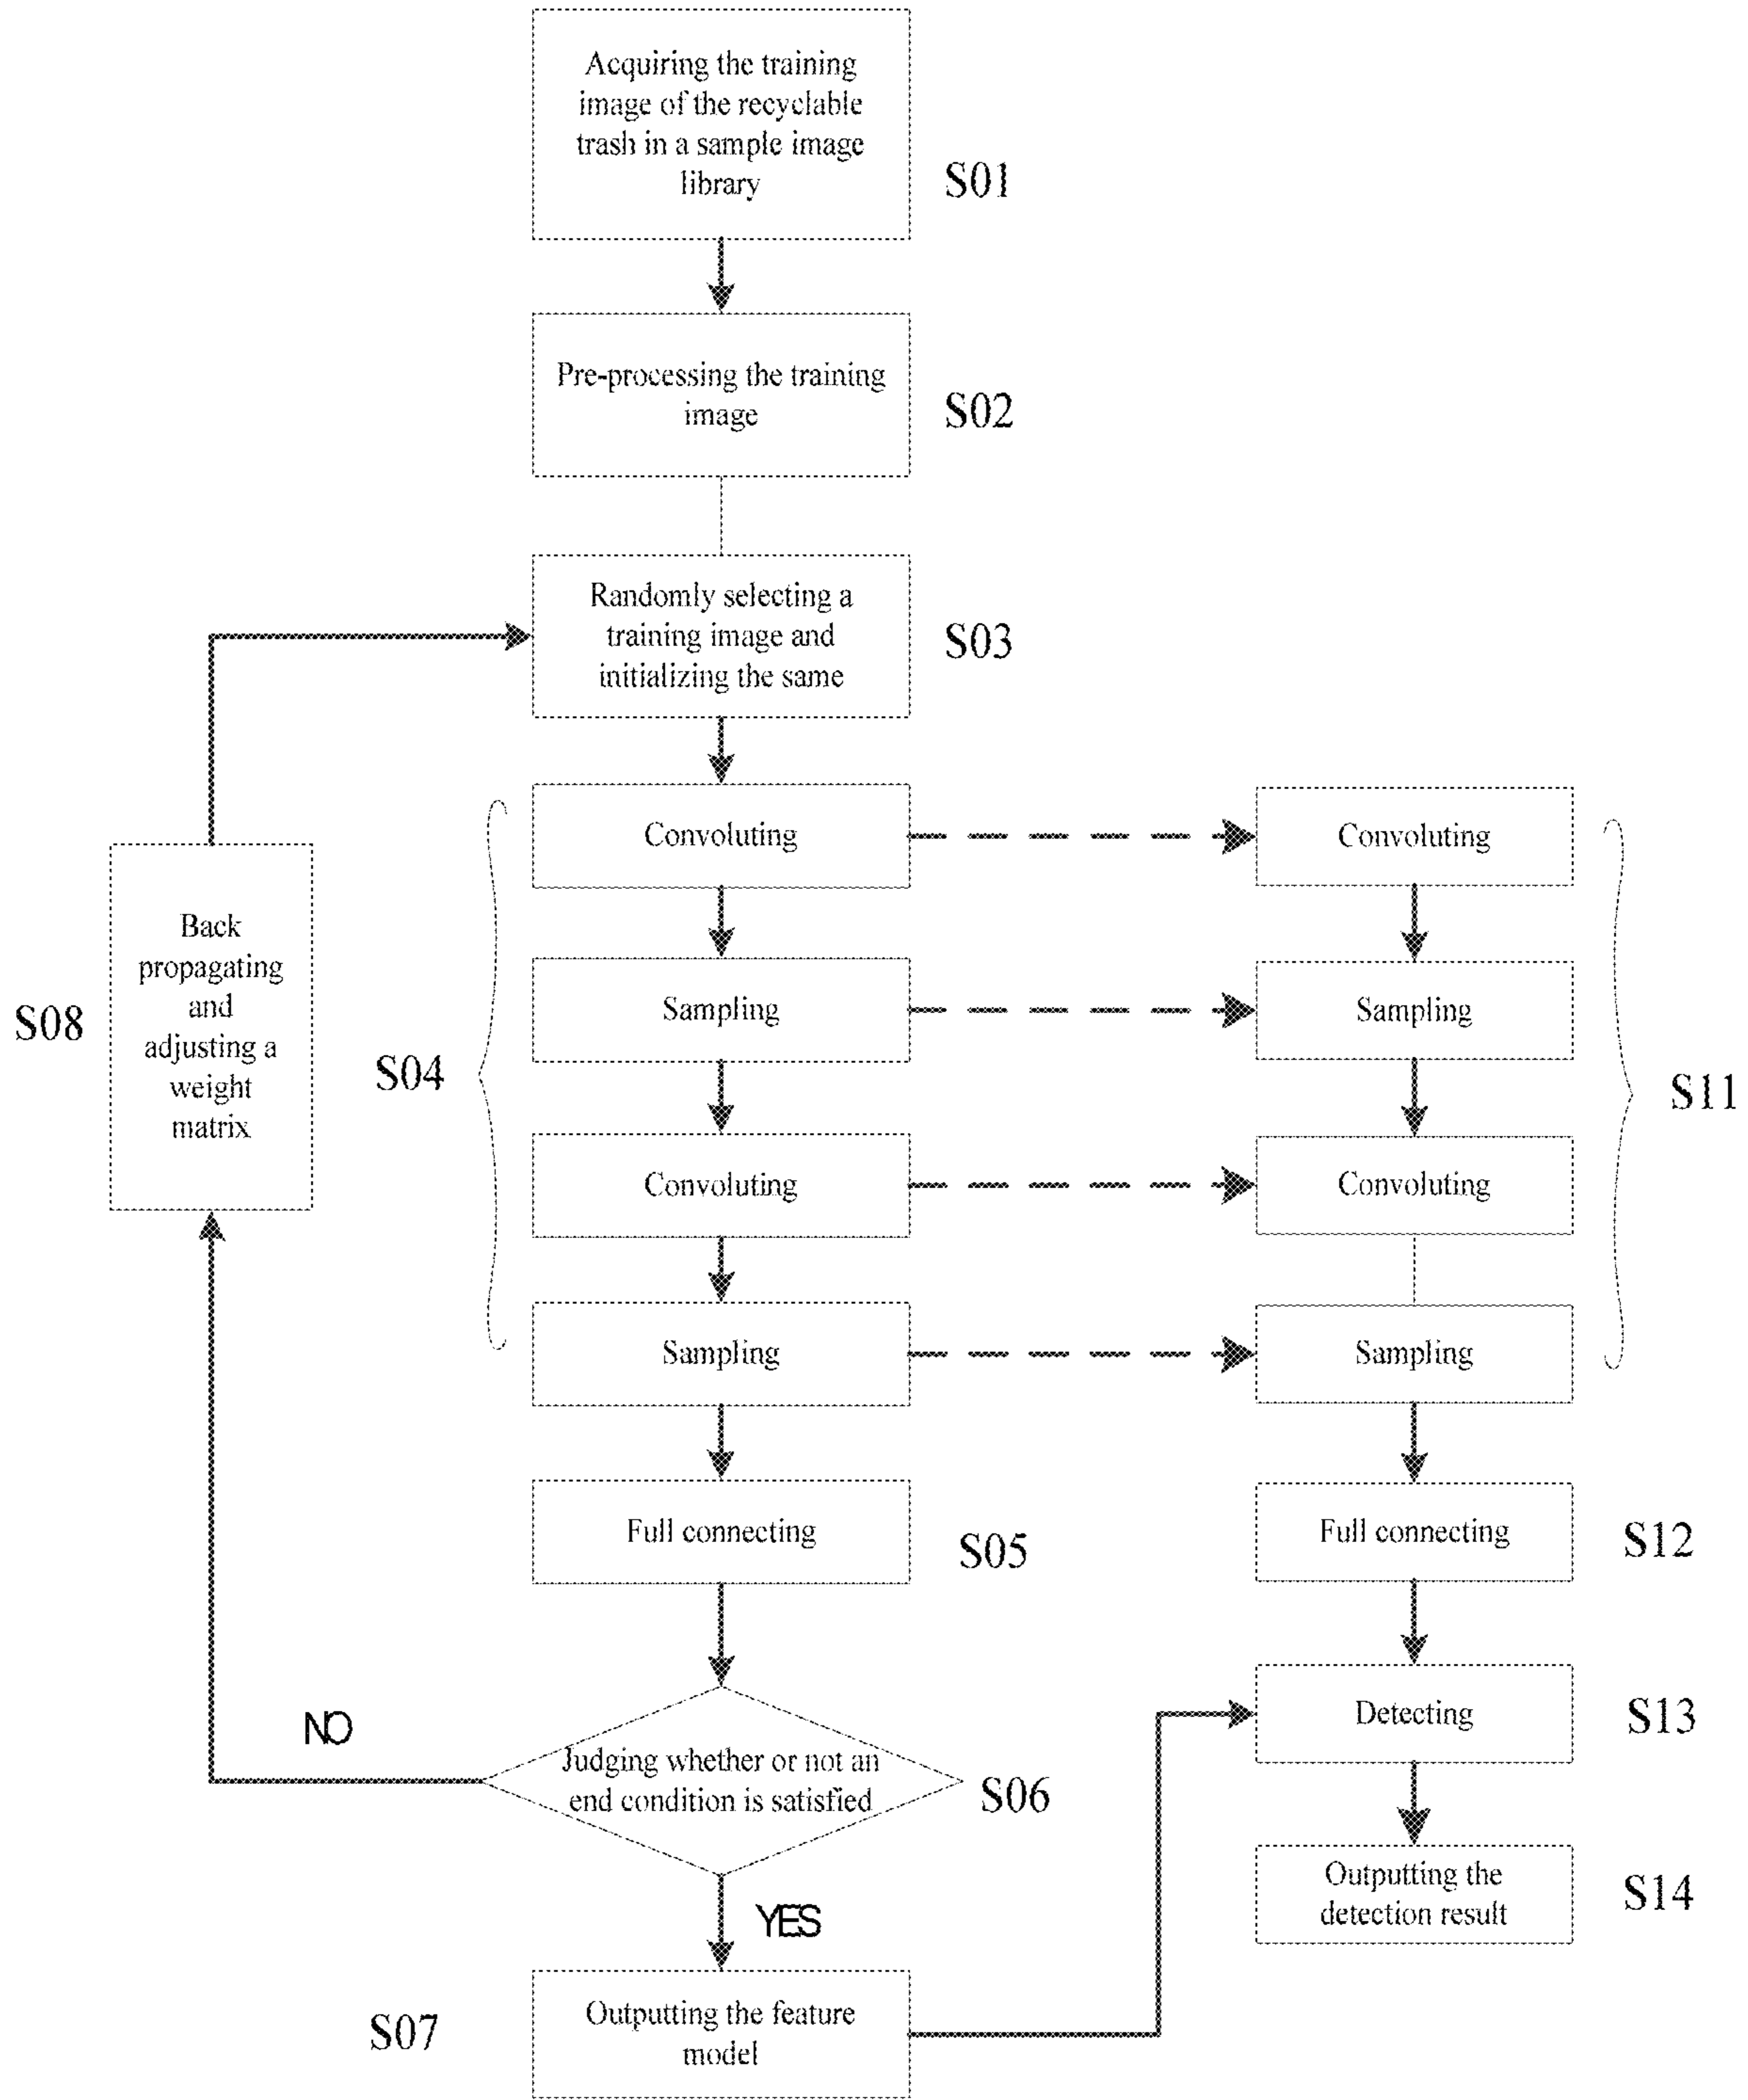 Acquiring the training
image of the recyclable
trash in a sample image
library
S01
Pre-processing the training
image
S02
Randomly selecting a
training image and
initializing the same
S03
Convoluting
Convoluting
Back
propagating
and
adjusting a
weight
matrix
S08
S04
Sampling
Sampling
S11
Convoluting
Convoluting
Sampling
Sampling
Full connecting
S05
Full connecting
S12
Detecting
S13
NO
Judging whether or not an
end condition is satisfied
S06
YES
Outputting the
detection result
S14
S07
Outputting the feature
model